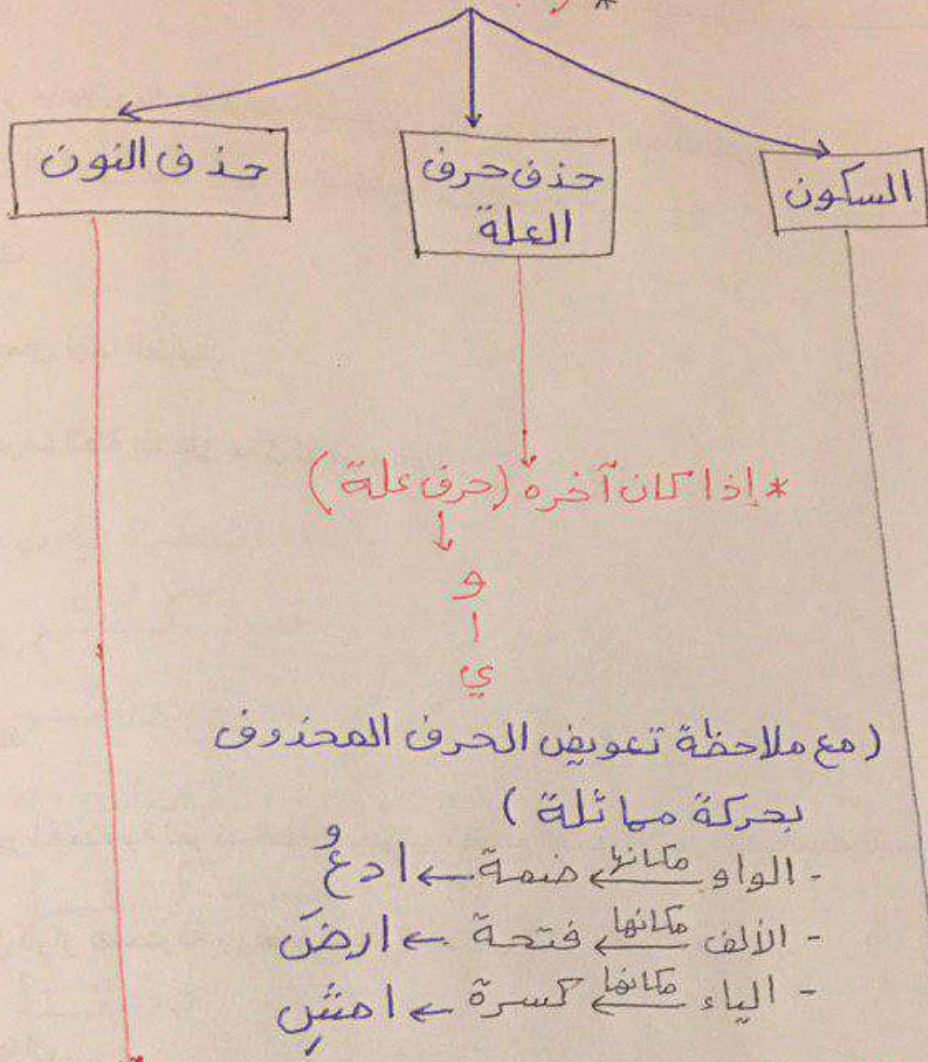 *
السكون
حذف حرف
العلة
حذف النون
* إذا كان آخره (حرف علة)
↓
و
ا
ي
(مع ملاحظة تعويض الحرف المحذوف
بحركة مماثلة)
- الواو مكانها ← ضمة ← ادعُ
- الألف مكانها ← فتحة ← ارضَ
- الياء مكانها ← كسرة ← امشِ